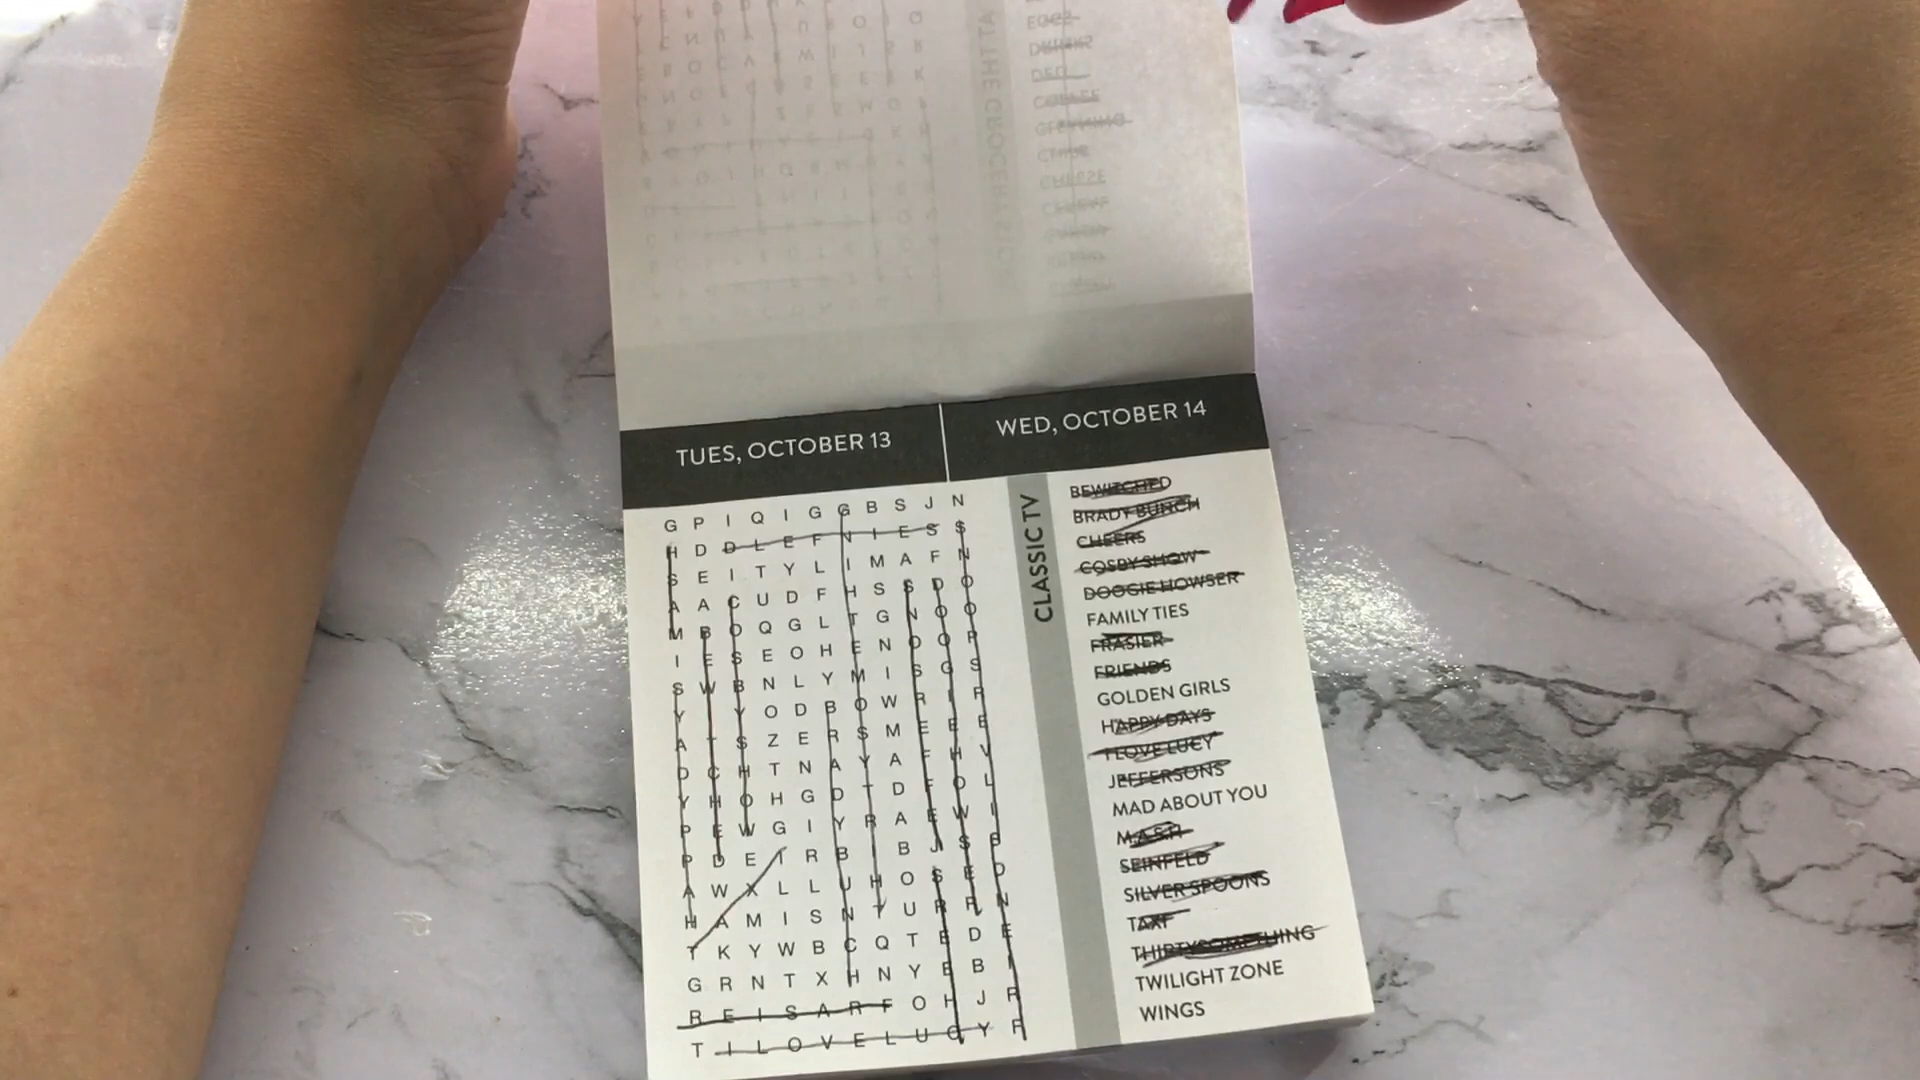 TUES, OCTOBER 13
WED, OCTOBER 14
G P I Q I G G B S J N
H D D L E F N I E S S
S E I T Y L I M A F N
A A C U D F H S S D O
M B O Q G L T G N O O
I E S E O H E N O O P
S W B N L Y M I S G S
Y I Y O D B O W R I R
A T S Z E R S M E E E
D C H T N A Y A F H V
Y H O H G D T D F O L
P E W G I Y R A E W I
P D E I R B I B J S B
A W X L L U H O S E D
H A M I S N T U R R N
T K Y W B C Q T E D E
G R N T X H N Y E B I
R E I S A R F O H J R
T I L O V E L U C Y F
CLASSIC TV
BEWITCHED
BRADY BUNCH
CHEERS
COSBY SHOW
DOOGIE HOWSER
FAMILY TIES
FRASIER
FRIENDS
GOLDEN GIRLS
HAPPY DAYS
I LOVE LUCY
JEFFERSONS
MAD ABOUT YOU
M.A.S.H
SEINFELD
SILVER SPOONS
TAXI
THIRTYSOMETHING
TWILIGHT ZONE
WINGS